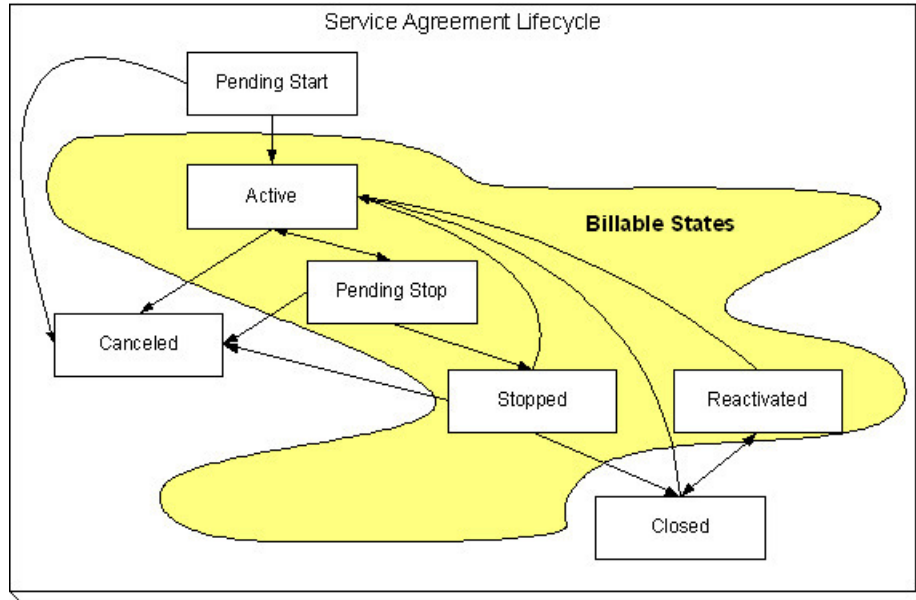 Service Agreement Lifecycle
Pending Start
Active
Billable States
Pending Stop
Canceled
Stopped
Reactivated
Closed